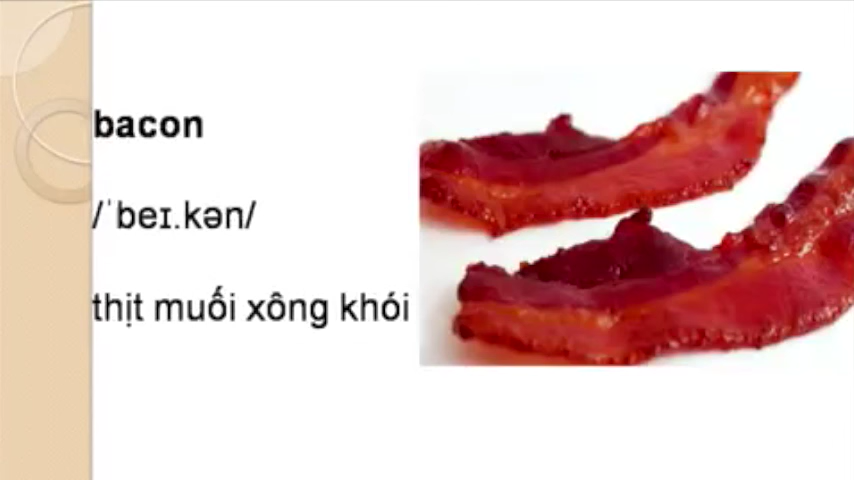 bacon
/ˈbeɪ.kən/
thịt muối xông khói